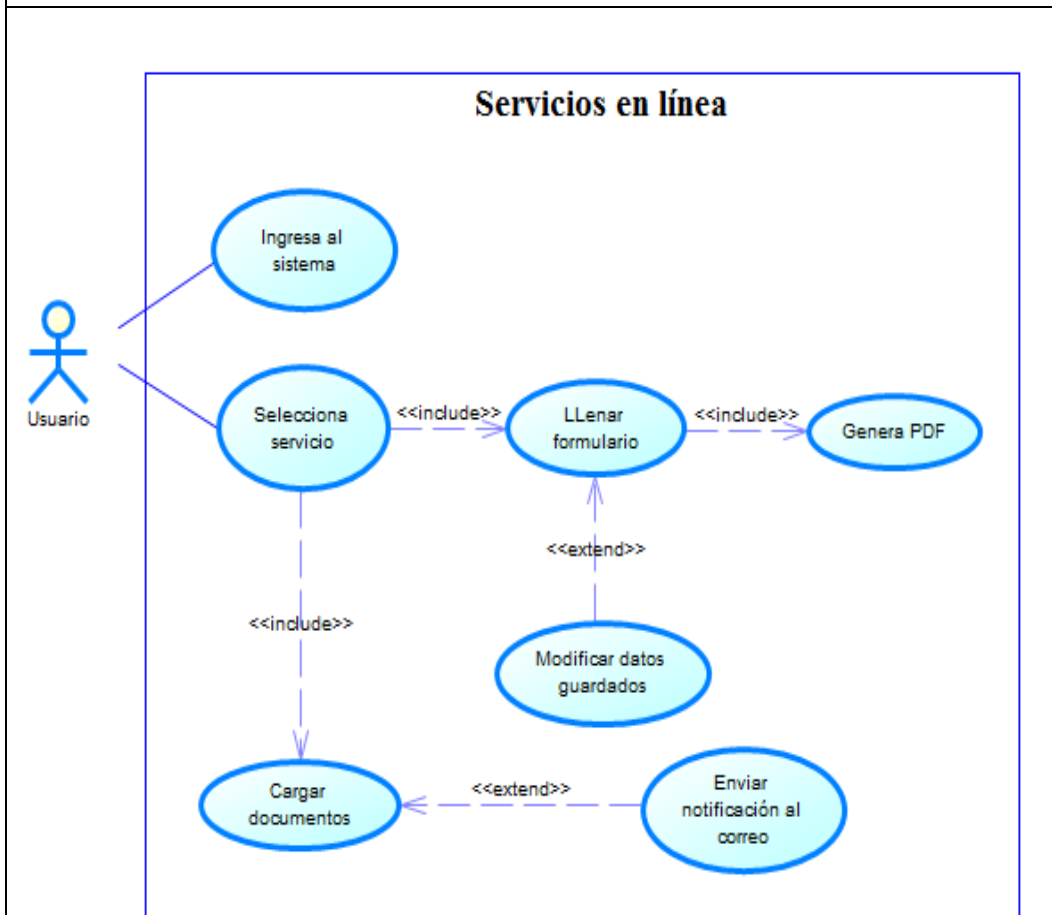 Servicios en línea
Ingresa al
sistema
Usuario
Selecciona
servicio
<<include>>
LLenar
formulario
<<include>>
Genera PDF
<<extend>>
<<include>>
Modificar datos
guardados
Cargar
documentos
<<extend>>
Enviar
notificación al
correo